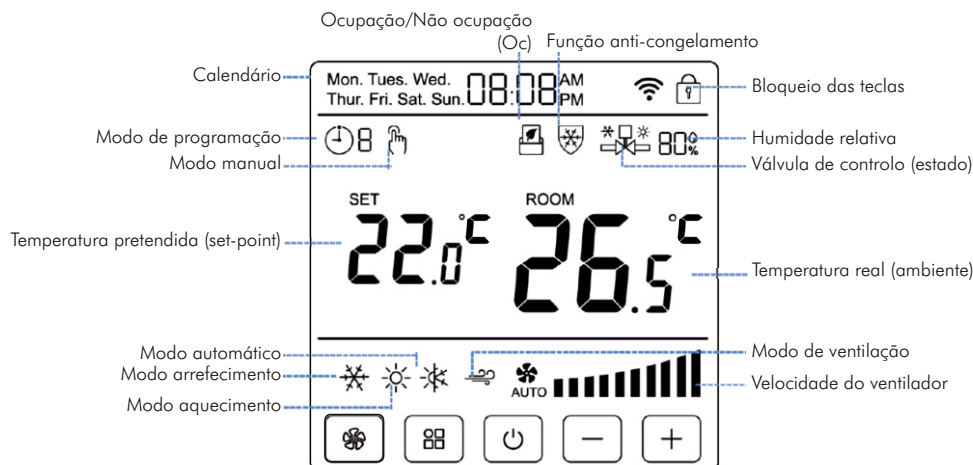 Ocupação/Não ocupação
(Oc)
Função anti-congelamento
Calendário
Mon. Tues. Wed.
Thur. Fri. Sat. Sun.
08:08
AM
PM
Bloqueio das teclas
Modo de programação
8
80%
Humidade relativa
Modo manual
Válvula de controlo (estado)
SET
ROOM
Temperatura pretendida (set-point)
22.0°C
26.5°C
Temperatura real (ambiente)
Modo automático
Modo de ventilação
Modo arrefecimento
AUTO
Velocidade do ventilador
Modo aquecimento